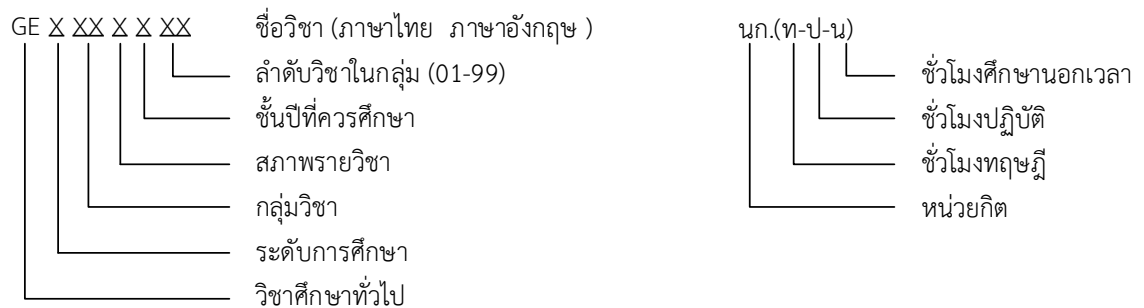 GE X XX X X XX ชื่อวิชา (ภาษาไทย ภาษาอังกฤษ )
ลำดับวิชาในกลุ่ม (01-99)
ชั้นปีที่ควรศึกษา
สภาพรายวิชา
กลุ่มวิชา
ระดับการศึกษา
วิชาศึกษาทั่วไป
นก.(ท-ป-น)
ชั่วโมงศึกษานอกเวลา
ชั่วโมงปฏิบัติ
ชั่วโมงทฤษฎี
หน่วยกิต